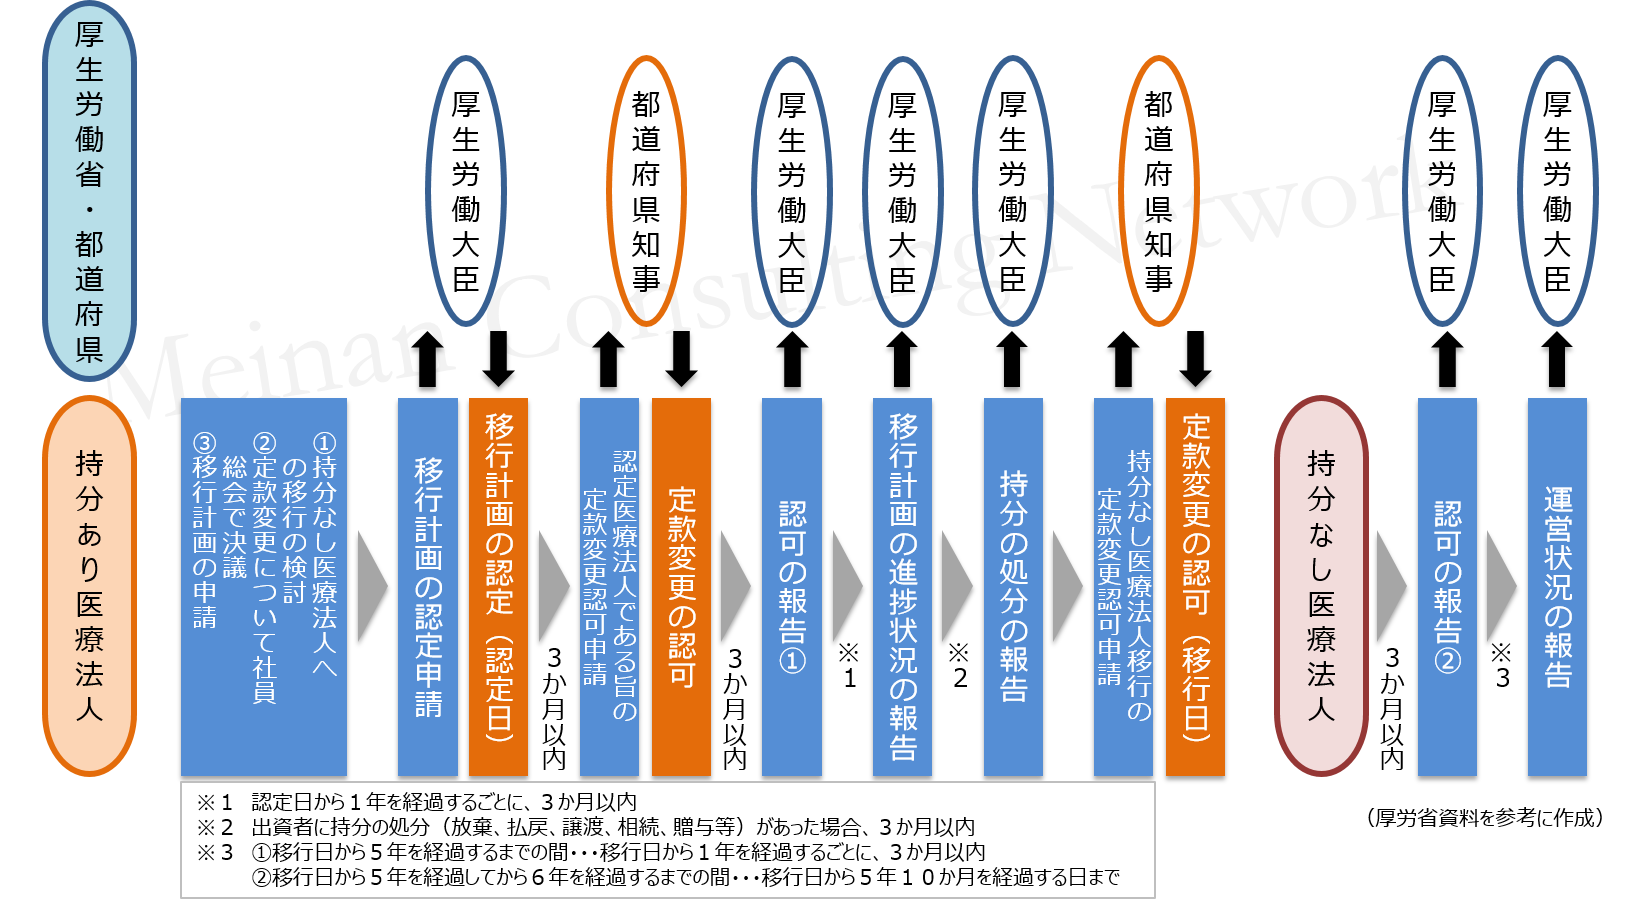 厚生労働省・都道府県
厚生労働大臣
都道府県知事
厚生労働大臣
厚生労働大臣
厚生労働大臣
都道府県知事
厚生労働大臣
厚生労働大臣
Meinan Consulting Network
持分あり医療法人
①持分なし医療法人へ
の移行の検討
②定款変更について社員
総会で決議
③移行計画の申請
移行計画の認定申請
移行計画の認定（認定日）
3か月以内
認定医療法人である旨の
定款変更認可申請
定款変更の認可
3か月以内
認可の報告①
※1
移行計画の進捗状況の報告
※2
持分の処分の報告
持分なし医療法人移行の
定款変更認可申請
定款変更の認可（移行日）
持分なし医療法人
3か月以内
認可の報告②
※3
運営状況の報告
※１　認定日から１年を経過するごとに、３か月以内
※２　出資者に持分の処分（放棄、払戻、譲渡、相続、贈与等）があった場合、３か月以内
※３　①移行日から５年を経過するまでの間・・・移行日から１年を経過するごとに、３か月以内
②移行日から５年を経過してから６年を経過するまでの間・・・移行日から５年１０か月を経過する日まで
（厚労省資料を参考に作成）